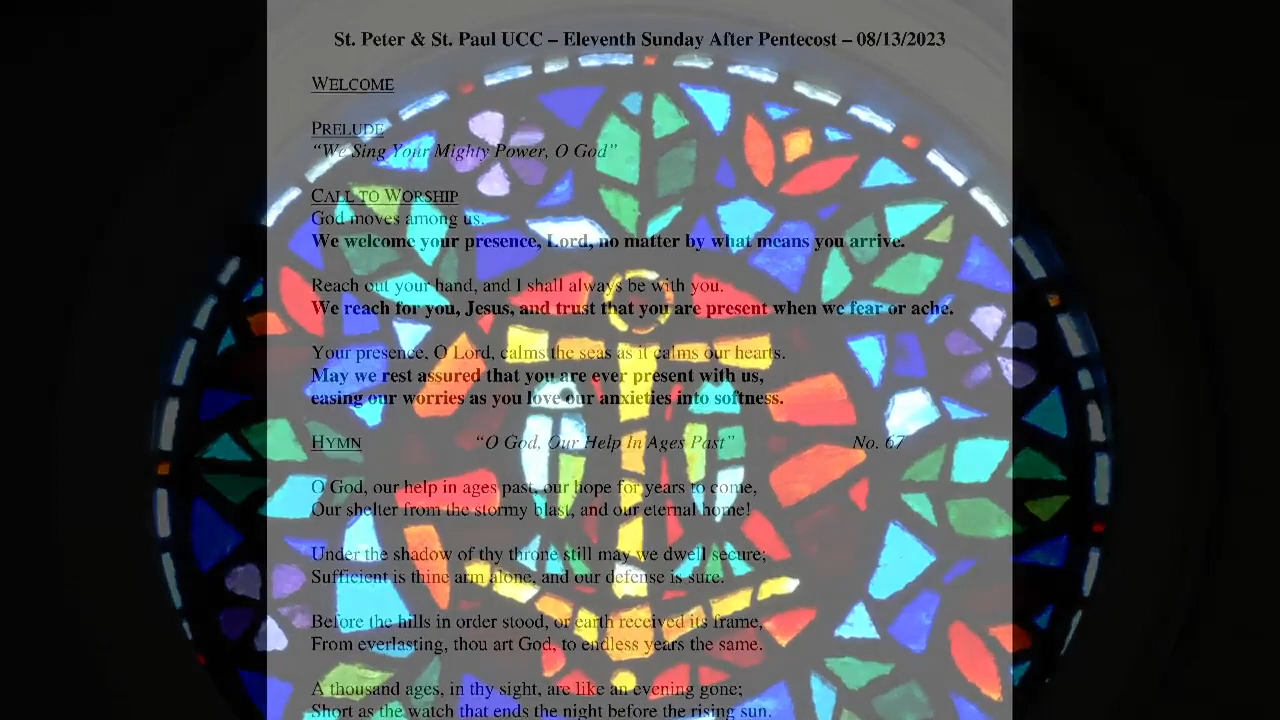 St. Peter & St. Paul UCC – Eleventh Sunday After Pentecost – 08/13/2023
WELCOME
PRELUDE
“We Sing Your Mighty Power, O God”
CALL TO WORSHIP
God moves among us.
We welcome your presence, Lord, no matter by what means you arrive.
Reach out your hand, and I shall always be with you.
We reach for you, Jesus, and trust that you are present when we fear or ache.
Your presence, O Lord, calms the seas as it calms our hearts.
May we rest assured that you are ever present with us,
easing our worries as you love our anxieties into softness.
HYMN “O God, Our Help In Ages Past” No. 67
O God, our help in ages past, our hope for years to come,
Our shelter from the stormy blast, and our eternal home!
Under the shadow of thy throne still may we dwell secure;
Sufficient is thine arm alone, and our defense is sure.
Before the hills in order stood, or earth received its frame,
From everlasting, thou art God, to endless years the same.
A thousand ages, in thy sight, are like an evening gone;
Short as the watch that ends the night before the rising sun.